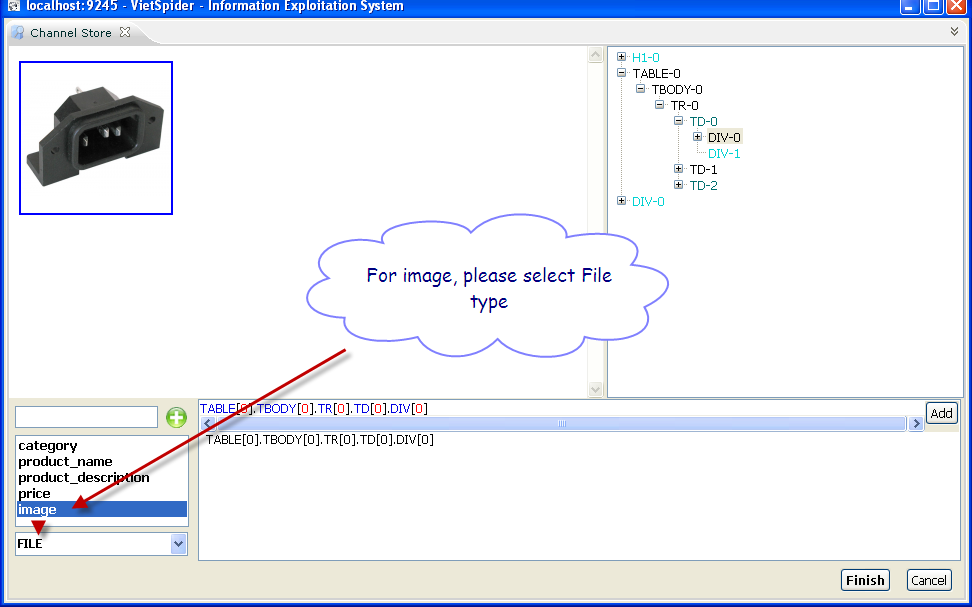 localhost:9245 - VietSpider - Information Exploitation System
Channel Store
H1-0
TABLE-0
TBODY-0
TR-0
TD-0
DIV-0
DIV-1
TD-1
TD-2
DIV-0
For image, please select File
type
TABLE[0].TBODY[0].TR[0].TD[0].DIV[0]
Add
TABLE[0].TBODY[0].TR[0].TD[0].DIV[0]
category
product_name
product_description
price
image
FILE
Finish
Cancel